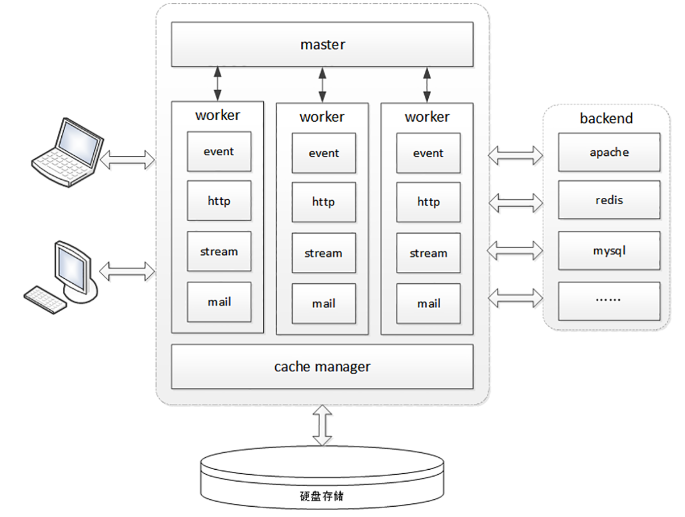 master
worker
event
http
stream
mail
worker
event
http
stream
mail
worker
event
http
stream
mail
cache manager
backend
apache
redis
mysql
……
硬盘存储